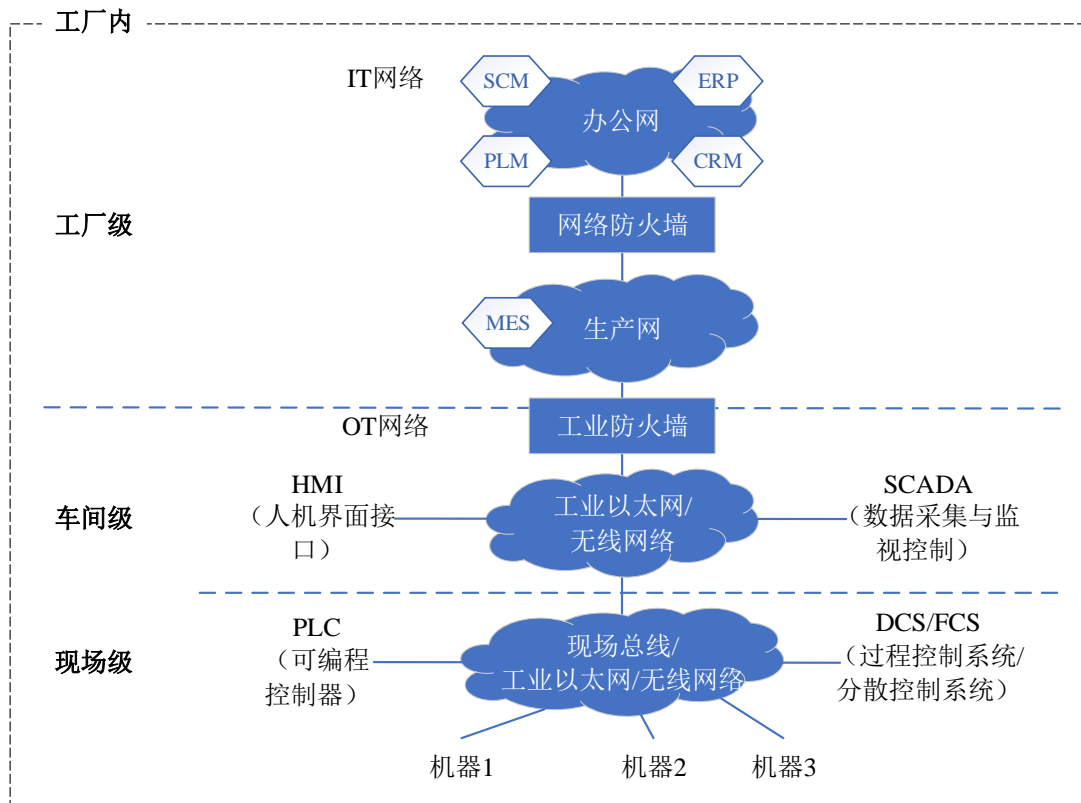 工厂内
IT网络
SCM
ERP
办公网
PLM
CRM
工厂级
网络防火墙
MES
生产网
OT网络
工业防火墙
HMI
（人机界面接
口）
车间级
工业以太网/
无线网络
SCADA
（数据采集与监
视控制）
PLC
（可编程
控制器）
现场级
现场总线/
工业以太网/无线网络
DCS/FCS
（过程控制系统/
分散控制系统）
机器1
机器2
机器3